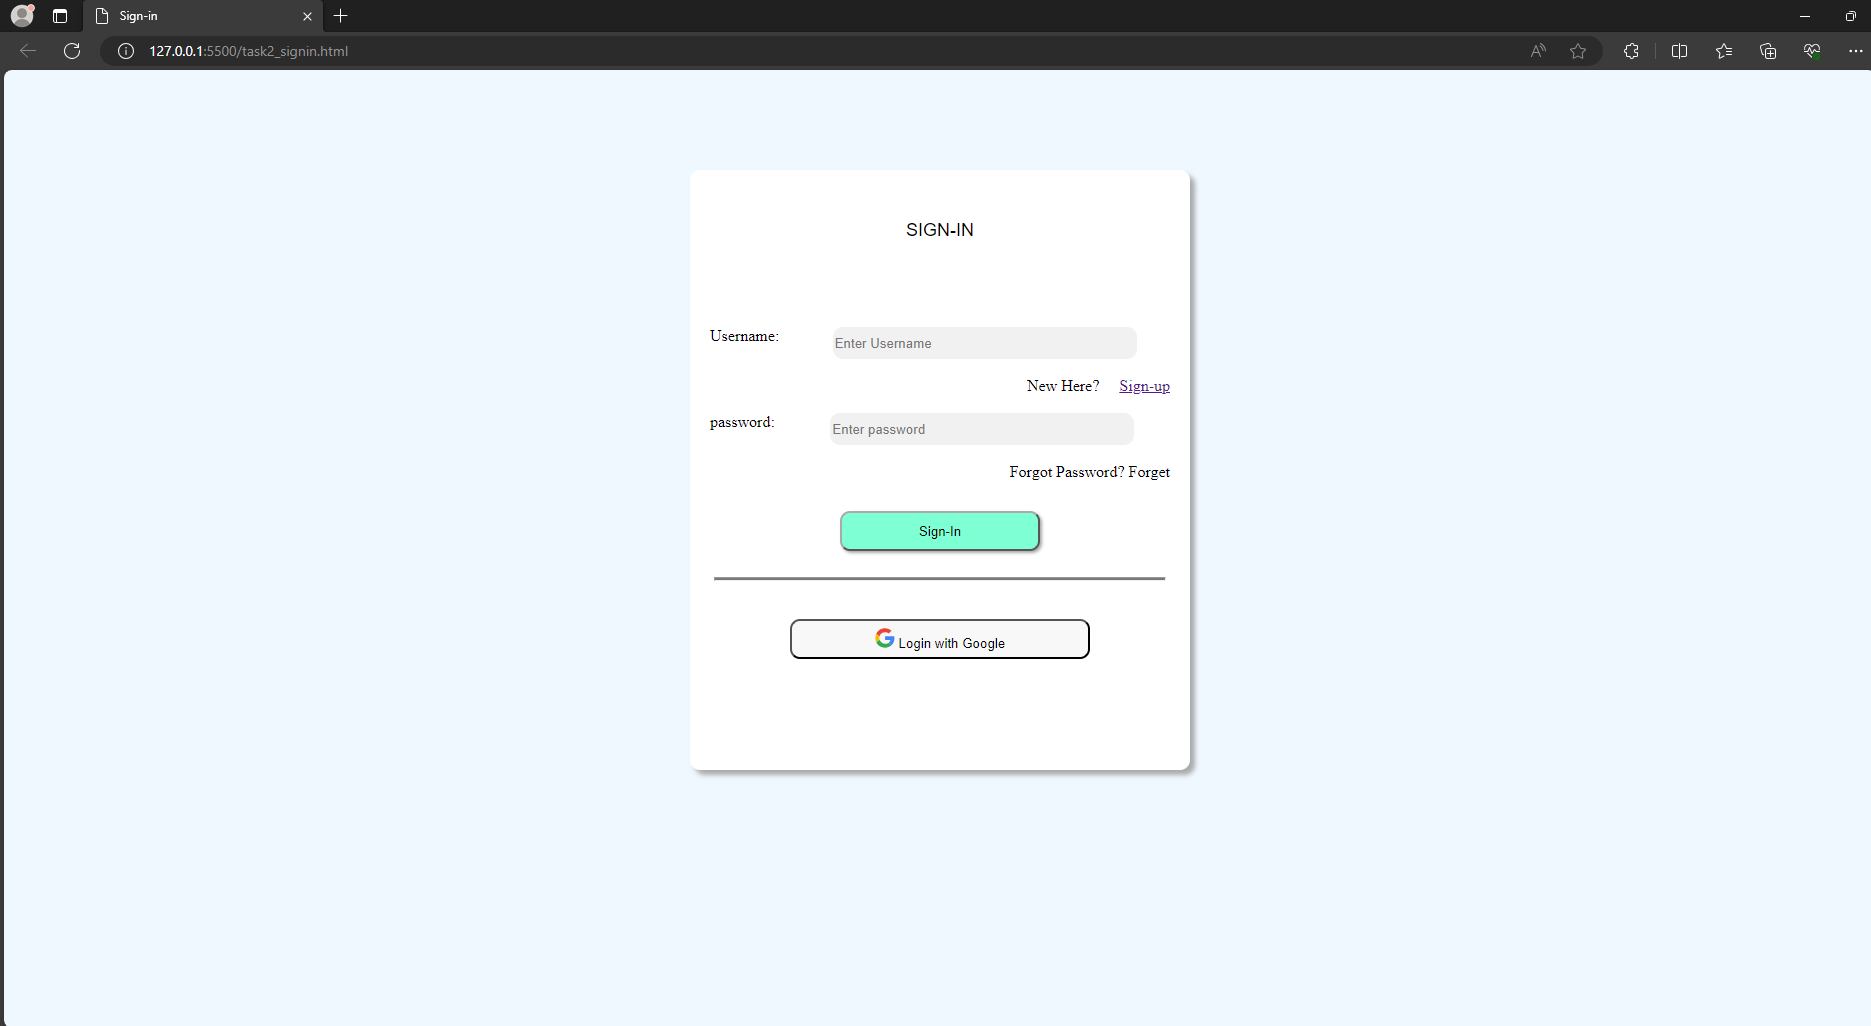 Sign-in
127.0.0.1:5500/task2_signin.html
SIGN-IN
Username: Enter Username
New Here? Sign-up
password: Enter password
Forgot Password? Forget
Sign-In
Login with Google